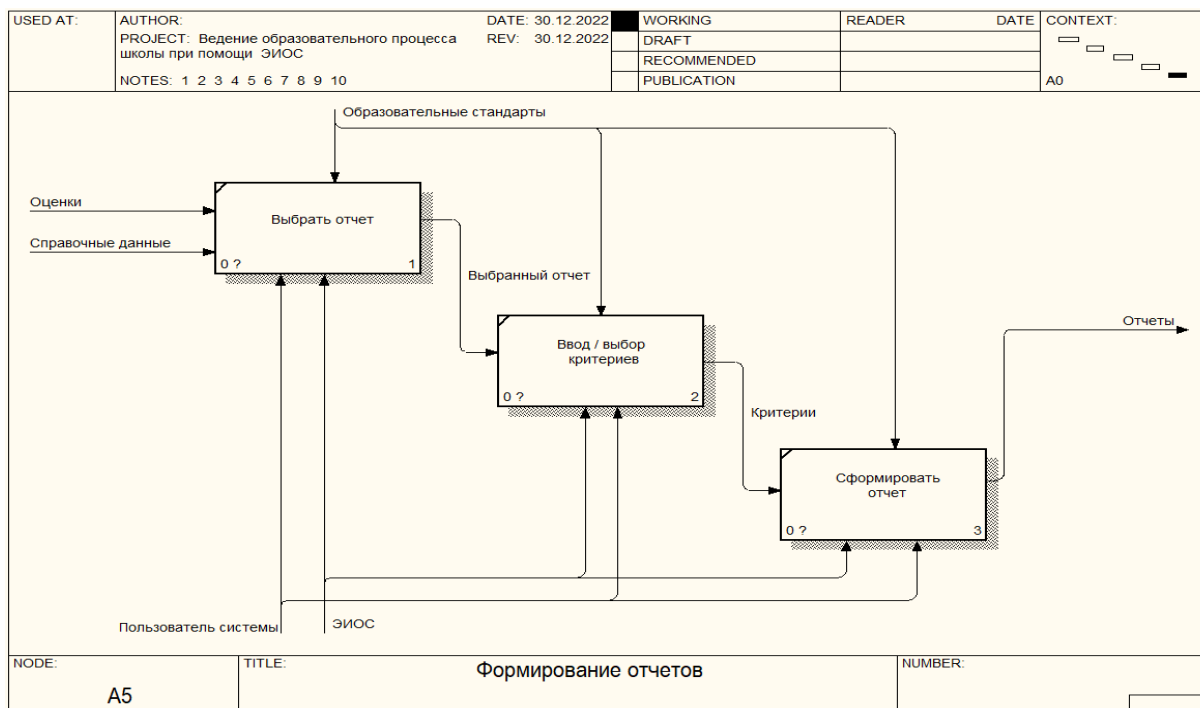 USED AT:
AUTHOR:
DATE: 30.12.2022
WORKING
READER
DATE
CONTEXT:
PROJECT: Ведение образовательного процесса
REV: 30.12.2022
DRAFT
школы при помощи ЭИОС
RECOMMENDED
NOTES: 1 2 3 4 5 6 7 8 9 10
PUBLICATION
A0
Образовательные стандарты
Оценки
Выбрать отчет
Справочные данные
0 ?
1
Выбранный отчет
Отчеты
Ввод / выбор
критериев
0 ?
2
Критерии
Сформировать
отчет
0 ?
3
Пользователь системы
ЭИОС
NODE:
TITLE:
Формирование отчетов
NUMBER:
A5